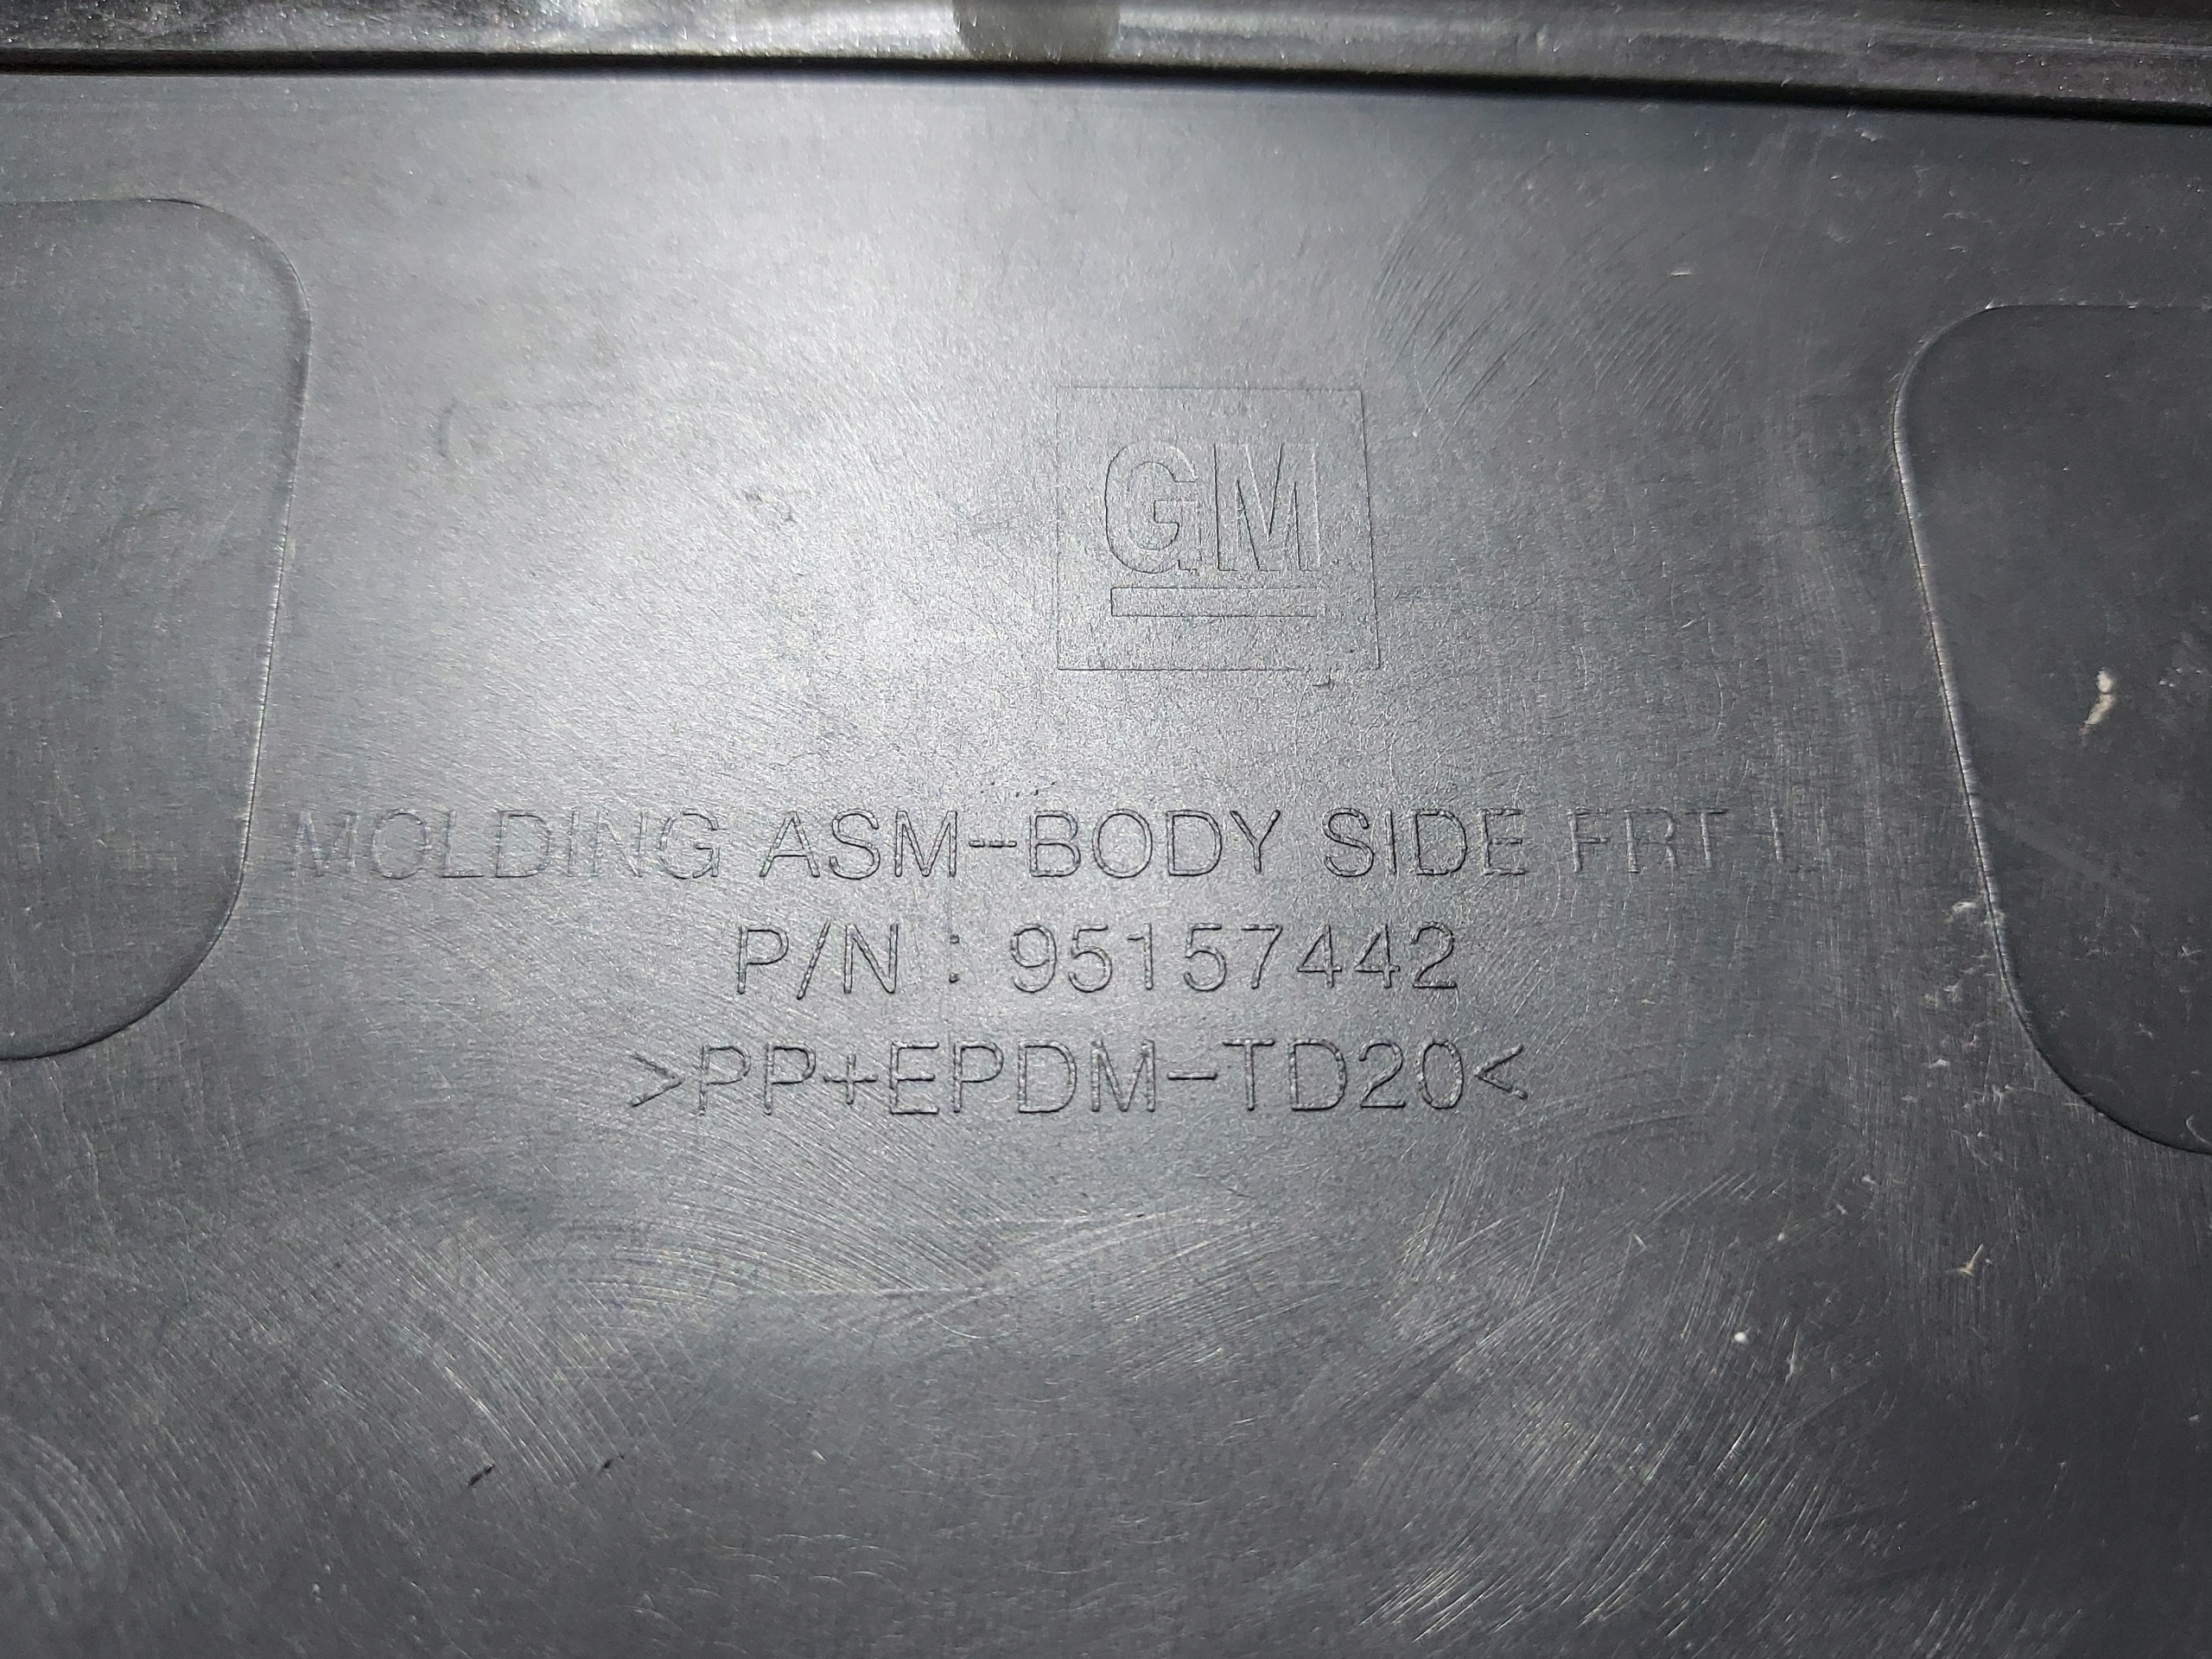 GM
MOLDING ASM-BODY SIDE FRT L
P/N : 95157442
>PP+EPDM-TD20<